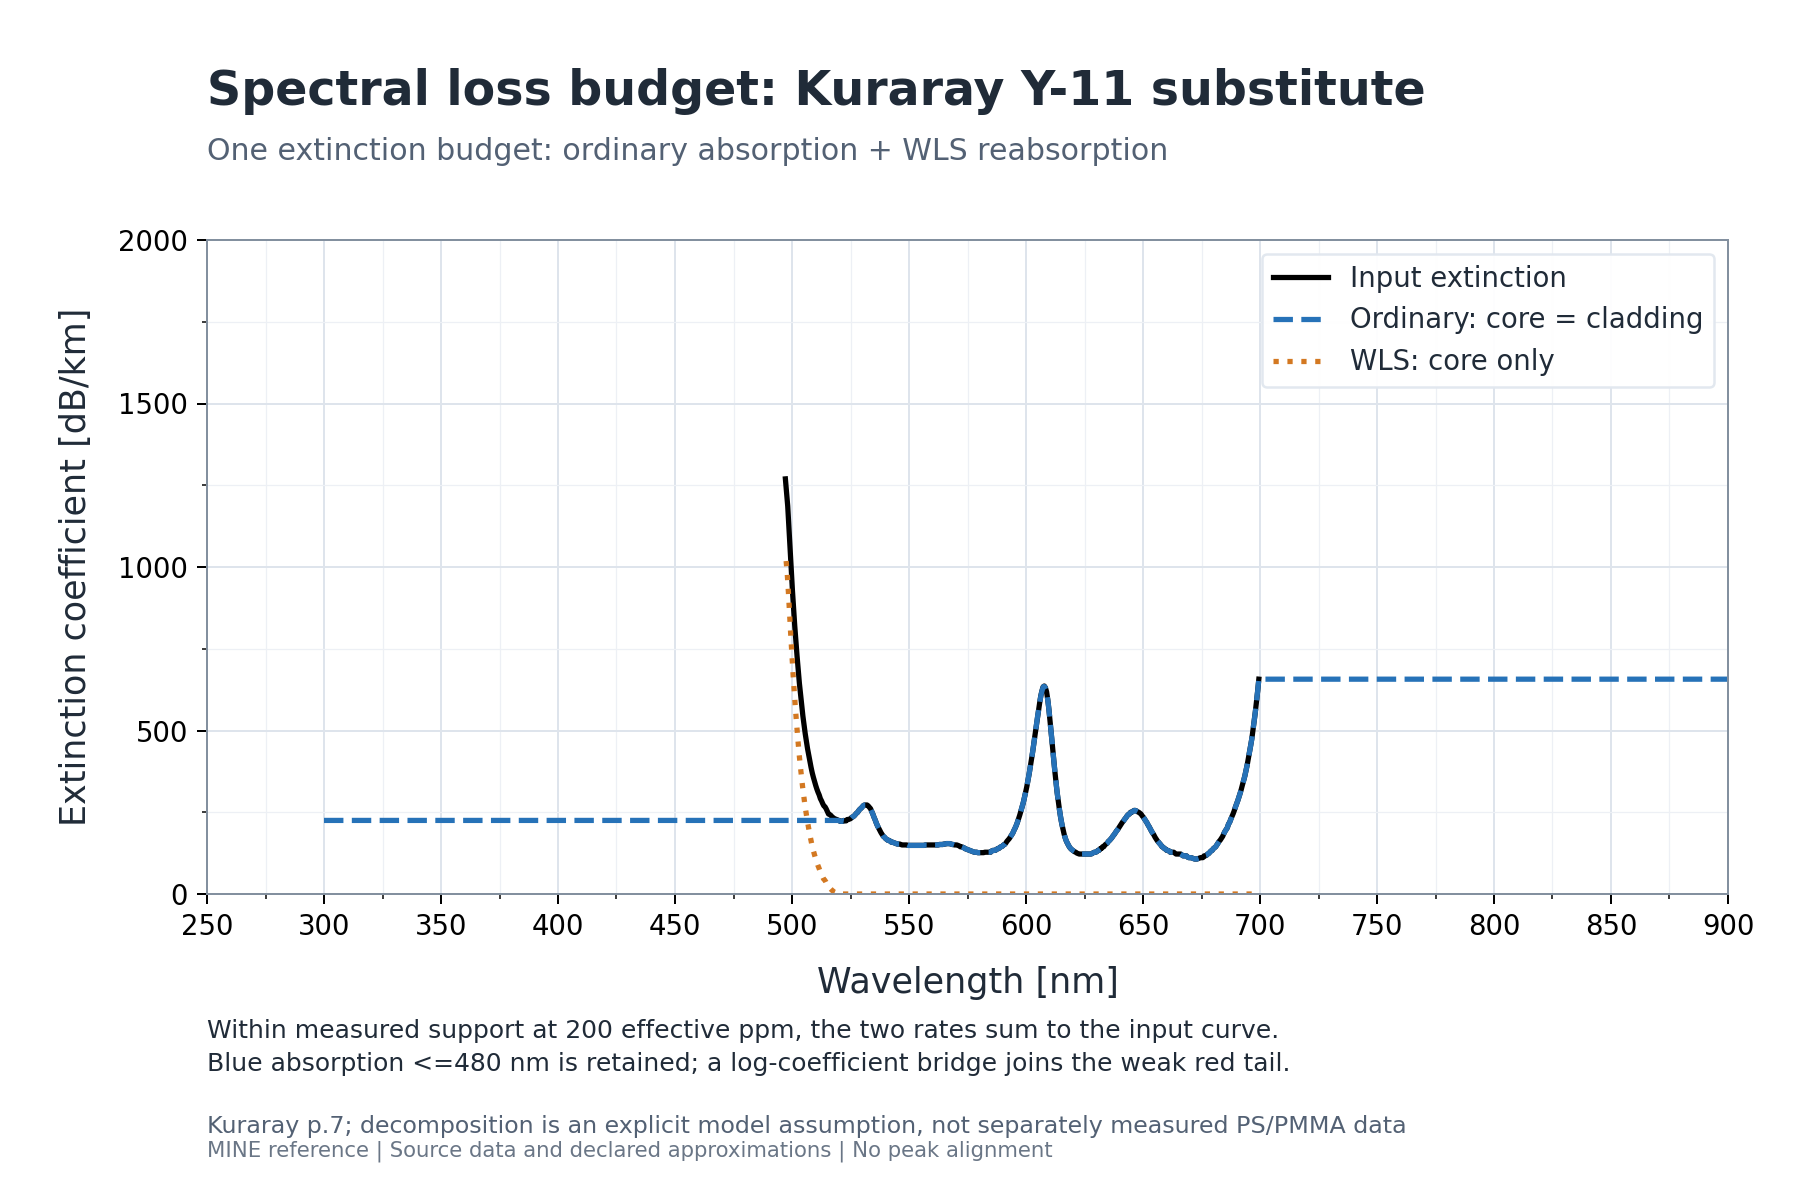 Spectral loss budget: Kuraray Y-11 substitute
One extinction budget: ordinary absorption + WLS reabsorption
Extinction coefficient [dB/km]
2000
1500
1000
500
0
Input extinction
Ordinary: core = cladding
WLS: core only
250 300 350 400 450 500 550 600 650 700 750 800 850 900
Wavelength [nm]
Within measured support at 200 effective ppm, the two rates sum to the input curve.
Blue absorption <=480 nm is retained; a log-coefficient bridge joins the weak red tail.
Kuraray p.7; decomposition is an explicit model assumption, not separately measured PS/PMMA data
MINE reference | Source data and declared approximations | No peak alignment